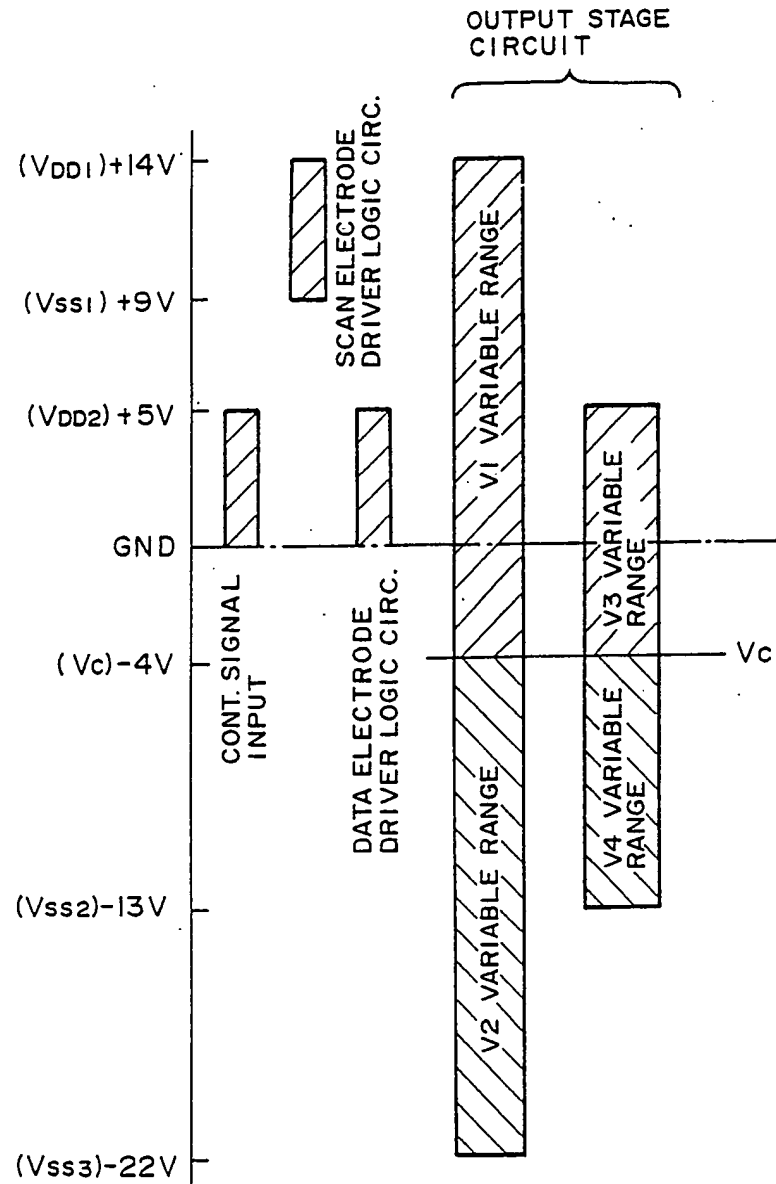 OUTPUT STAGE
CIRCUIT
(VDD1)+14V
(VSS1)+9V
(VDD2)+5V
GND
(Vc)-4V
(VSS2)-13V
(VSS3)-22V
SCAN ELECTRODE
DRIVER LOGIC CIRC.
CONT. SIGNAL
INPUT
DATA ELECTRODE
DRIVER LOGIC CIRC.
V1 VARIABLE RANGE
V2 VARIABLE RANGE
V3 VARIABLE
RANGE
V4 VARIABLE
RANGE
Vc